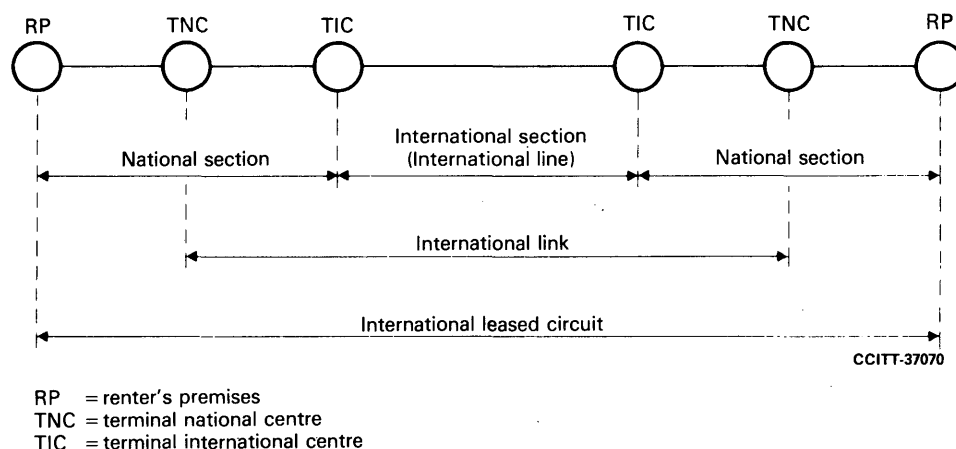 RP TNC TIC TIC TNC RP
International section
(International line)
National section National section
International link
International leased circuit
CCITT-37070
RP = renter's premises
TNC = terminal national centre
TIC = terminal international centre